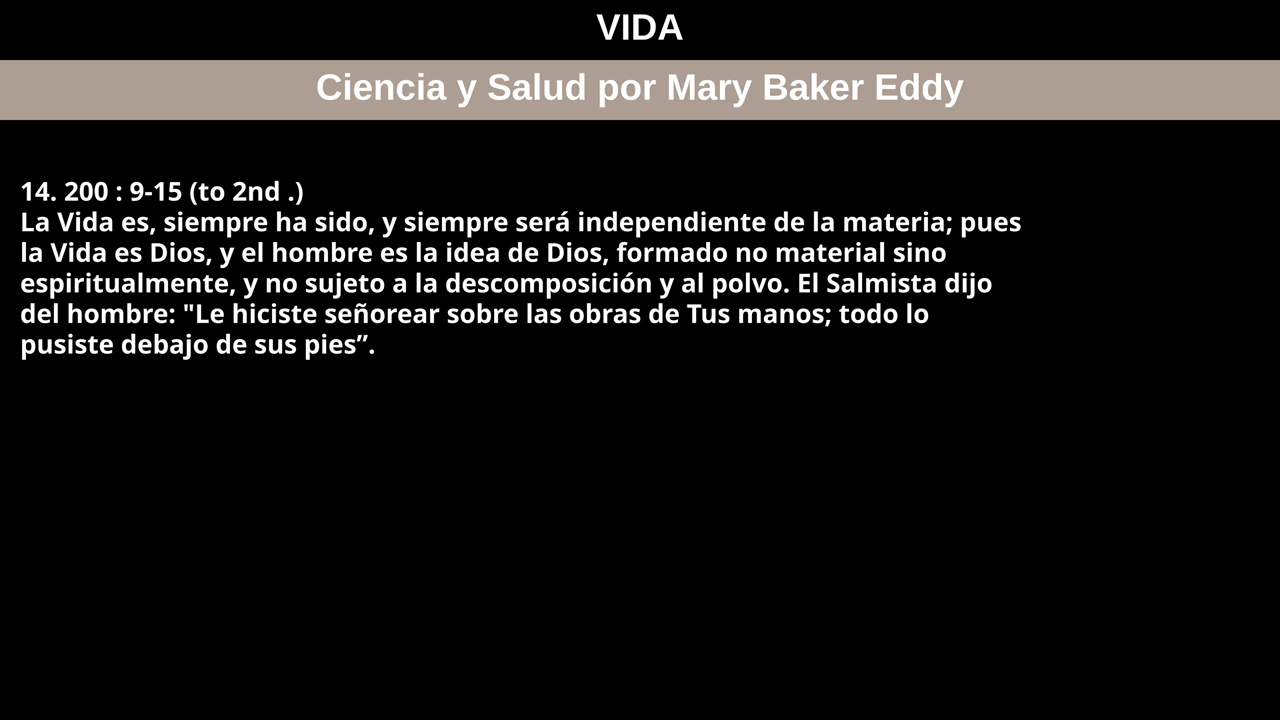 VIDA
Ciencia y Salud por Mary Baker Eddy
14. 200 : 9-15 (to 2nd .)
La Vida es, siempre ha sido, y siempre será independiente de la materia; pues
la Vida es Dios, y el hombre es la idea de Dios, formado no material sino
espiritualmente, y no sujeto a la descomposición y al polvo. El Salmista dijo
del hombre: "Le hiciste señorear sobre las obras de Tus manos; todo lo
pusiste debajo de sus pies”.